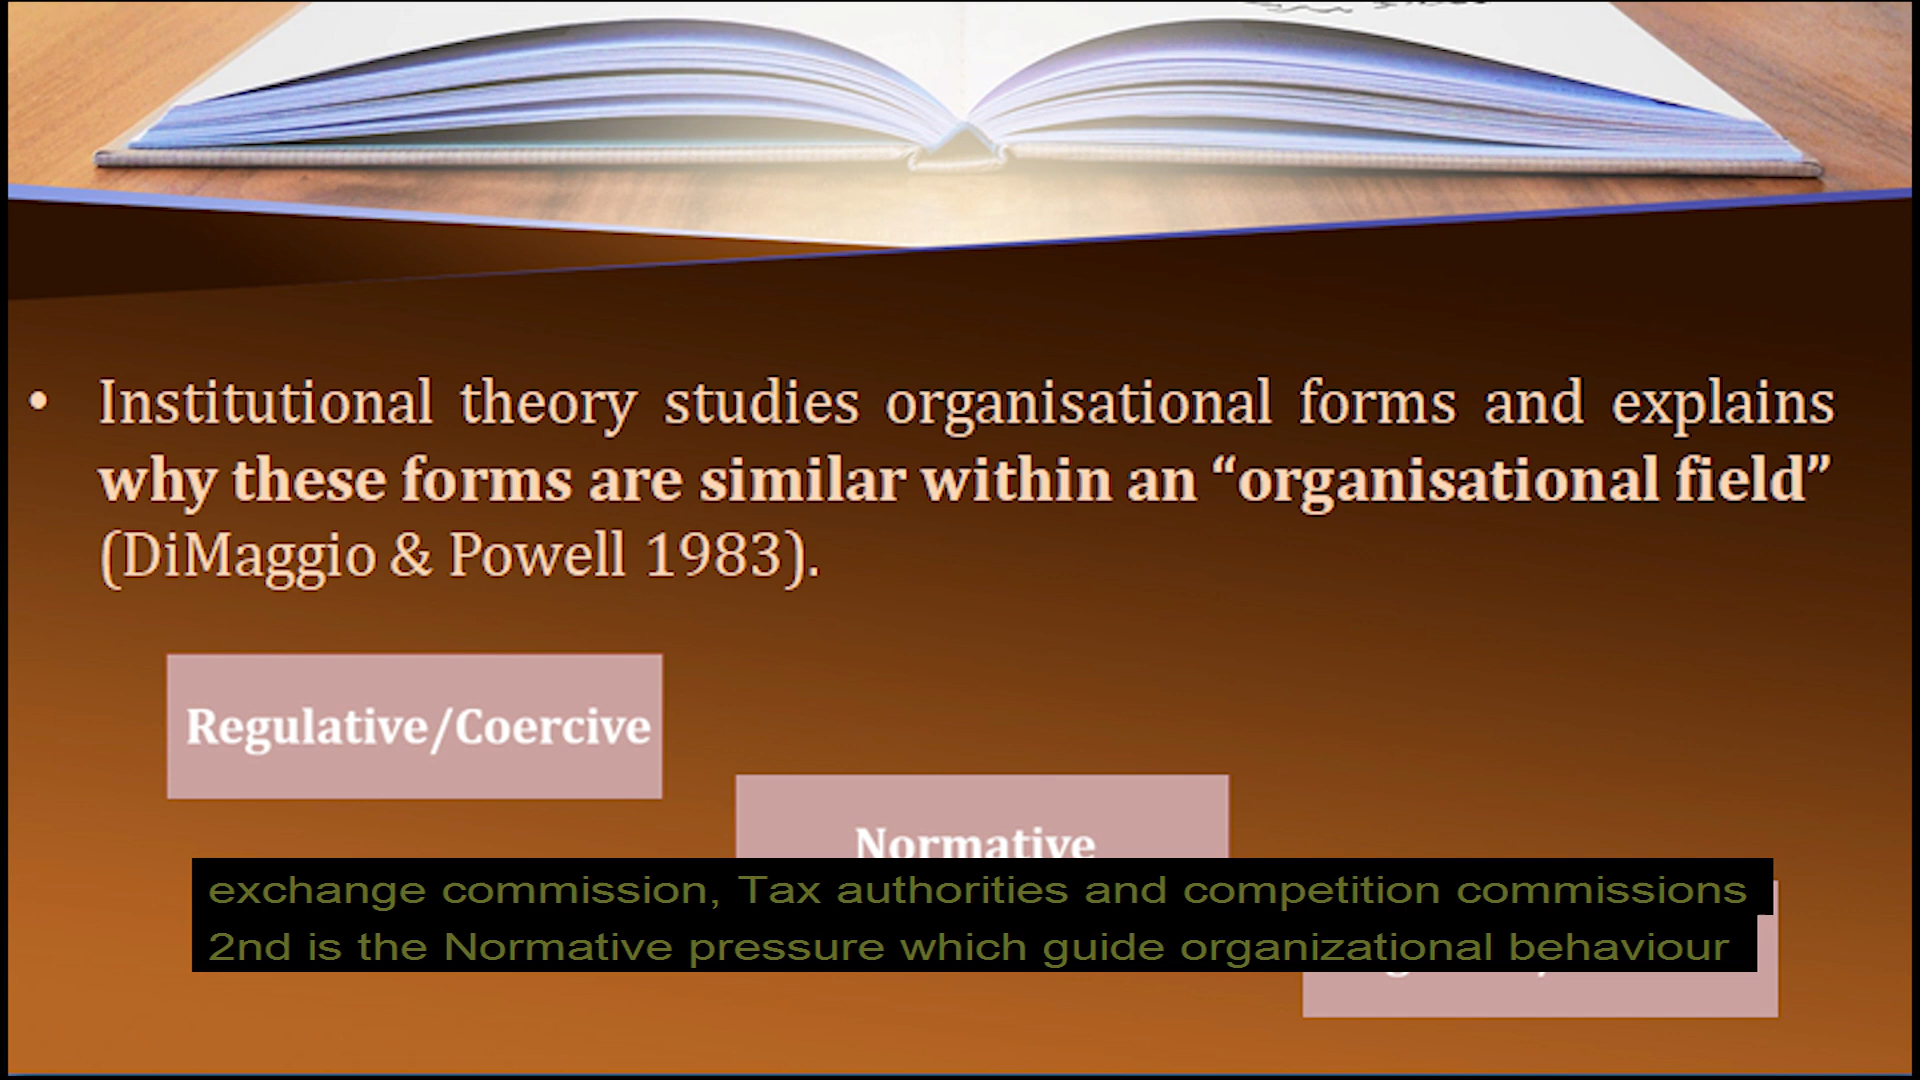 • Institutional theory studies organisational forms and explains
why these forms are similar within an “organisational field”
(DiMaggio & Powell 1983).
Regulative/Coercive
Normative
exchange commission, Tax authorities and competition commissions
2nd is the Normative pressure which guide organizational behaviour